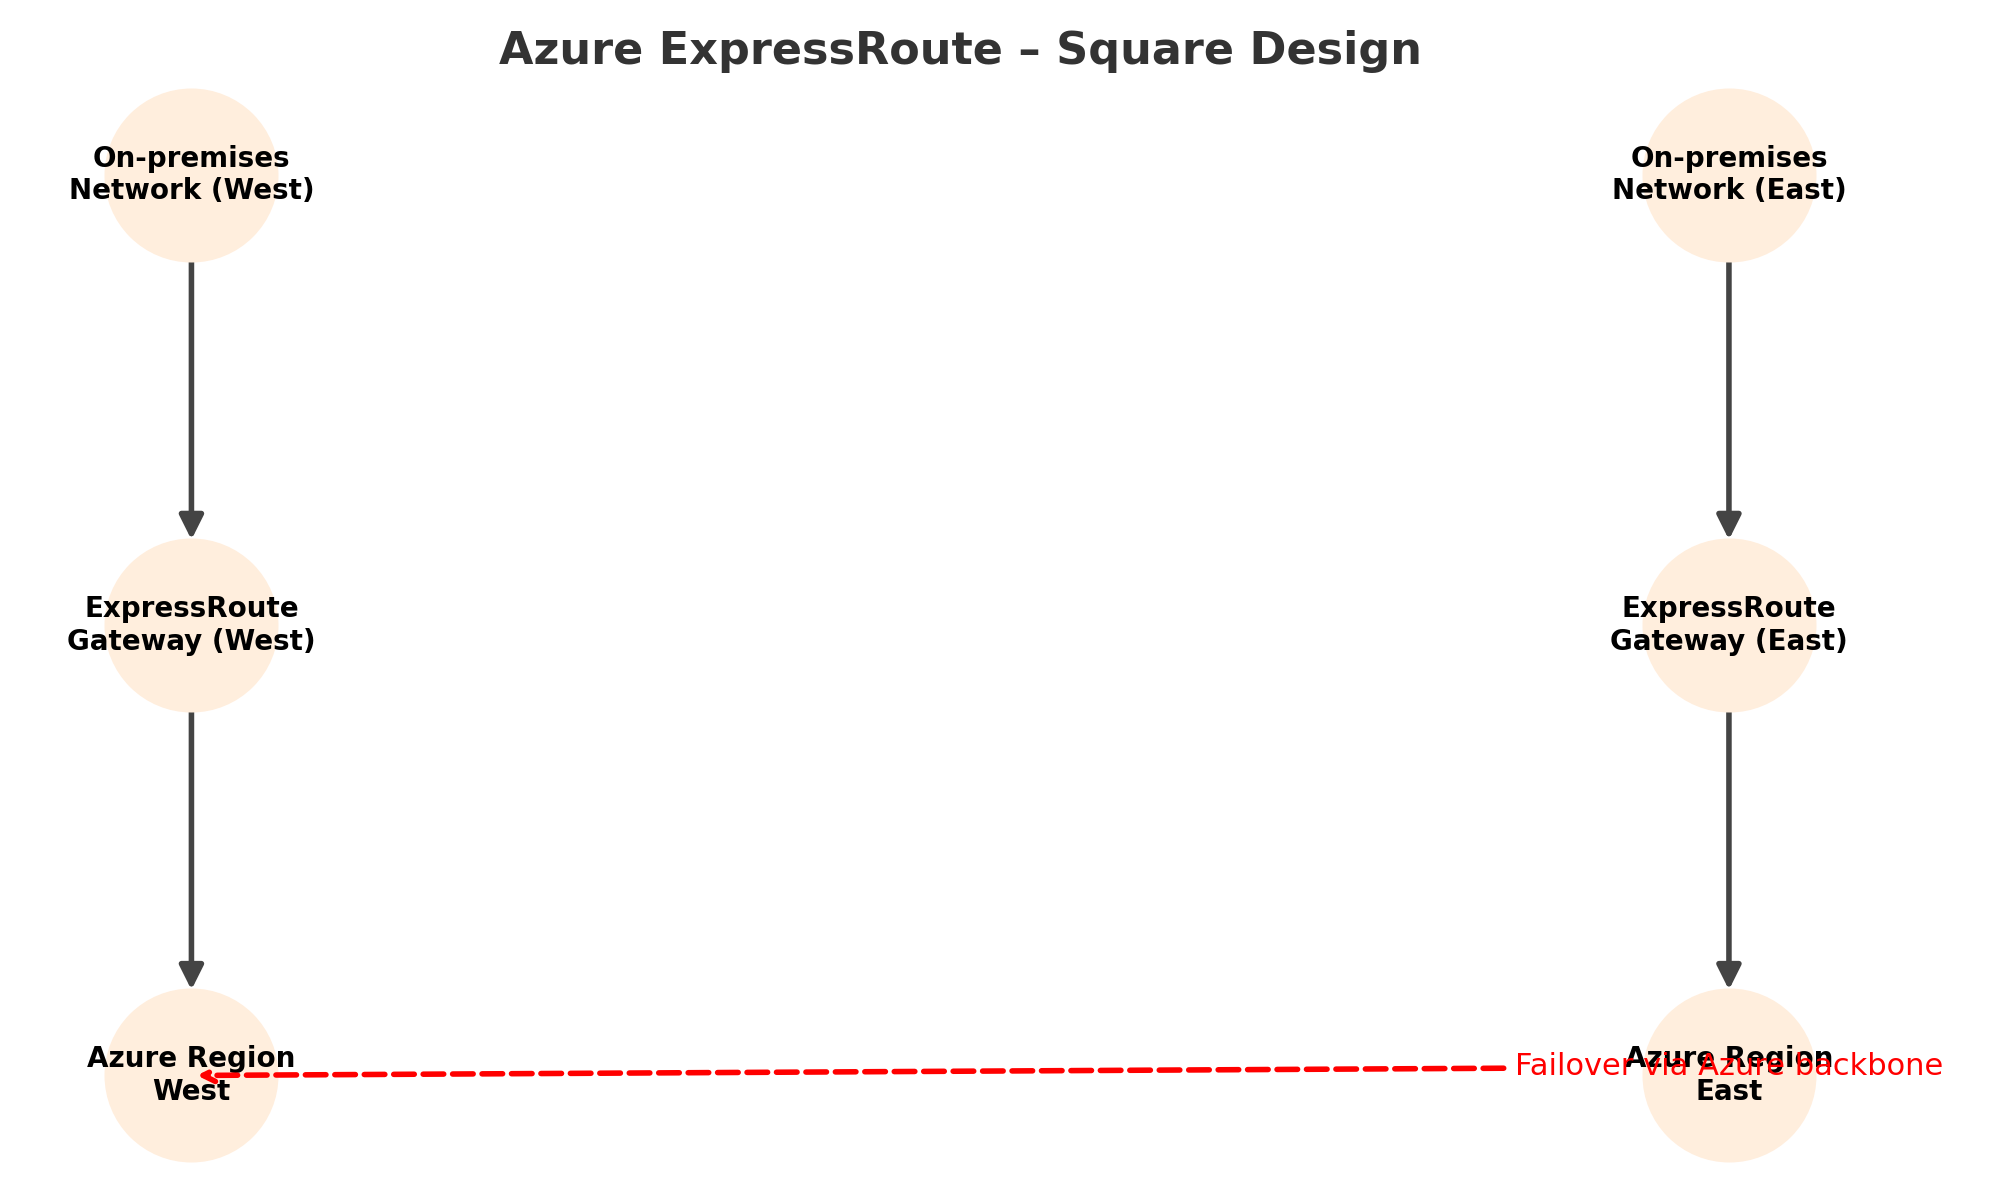 Azure ExpressRoute – Square Design
On-premises
Network (West)
On-premises
Network (East)
ExpressRoute
Gateway (West)
ExpressRoute
Gateway (East)
Azure Region
West
Azure Region
East
Failover via Azure backbone